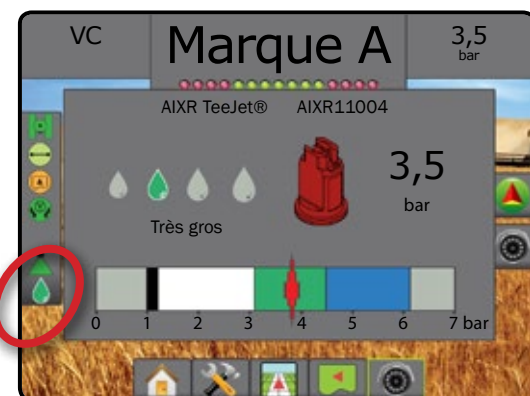 VC
Marque A
3,5
bar
AIXR TeeJet® AIXR11004
3,5
bar
Très gros
0 1 2 3 4 5 6 7 bar